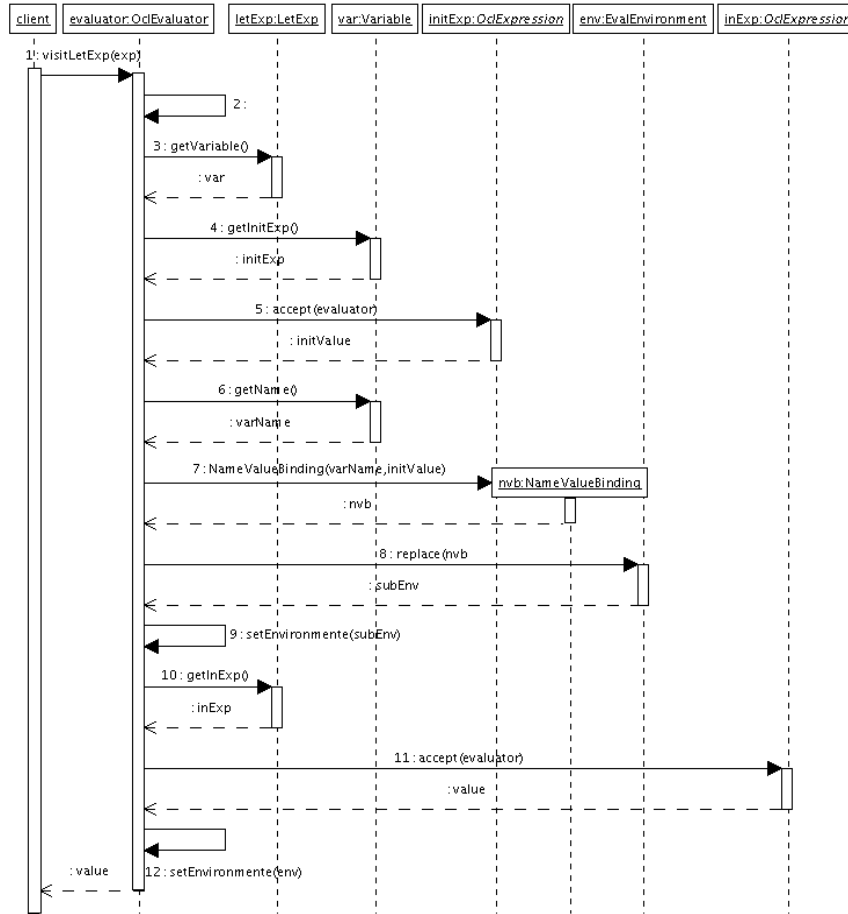 client
evaluator:OclEvaluator
letExp:LetExp
var:Variable
initExp:OclExpression
env:EvalEnvironment
inExp:OclExpression
1: visitLetExp(exp)
2:
3: getVariable()
: var
4: getInitExp()
: initExp
5: accept(evaluator)
: initValue
6: getName()
: varName
7: NameValueBinding(varName,initValue)
nvb:NameValueBinding
: nvb
8: replace(nvb
: subEnv
9: setEnvironmente(subEnv)
10: getInExp()
: inExp
11: accept(evaluator)
: value
12: setEnvironmente(env)
: value